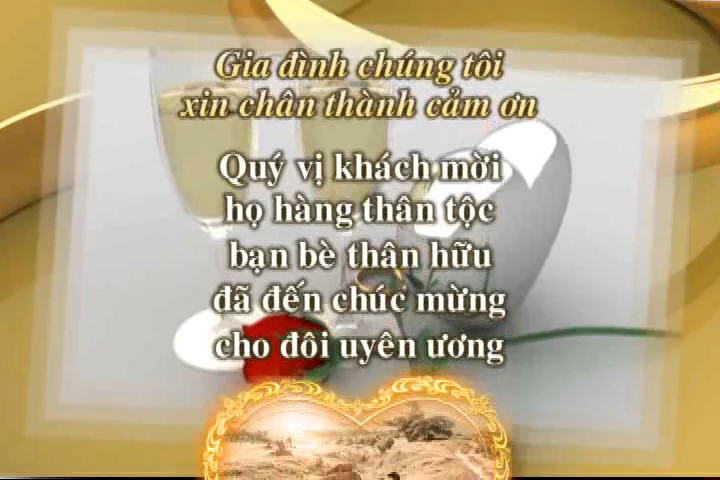 Gia đình chúng tôi
xin chân thành cảm ơn
Quý vị khách mời
họ hàng thân tộc
bạn bè thân hữu
đã đến chúc mừng
cho đôi uyên ương